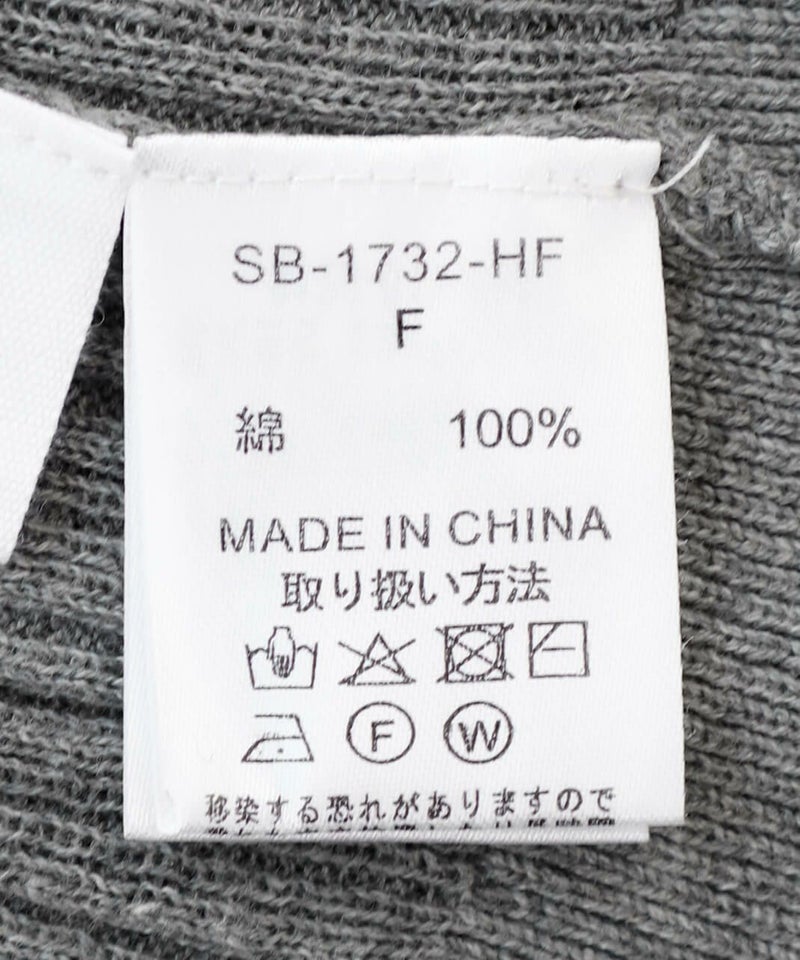 SB-1732-HF
F
綿 100%
MADE IN CHINA
取り扱い方法
F W
移染する恐れがありますので